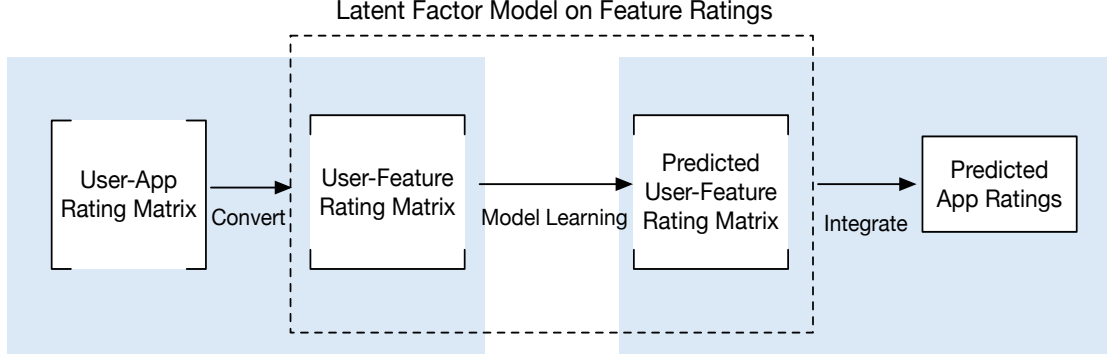 Latent Factor Model on Feature Ratings
User-App
Rating Matrix
Convert
User-Feature
Rating Matrix
Model Learning
Predicted
User-Feature
Rating Matrix
Integrate
Predicted
App Ratings